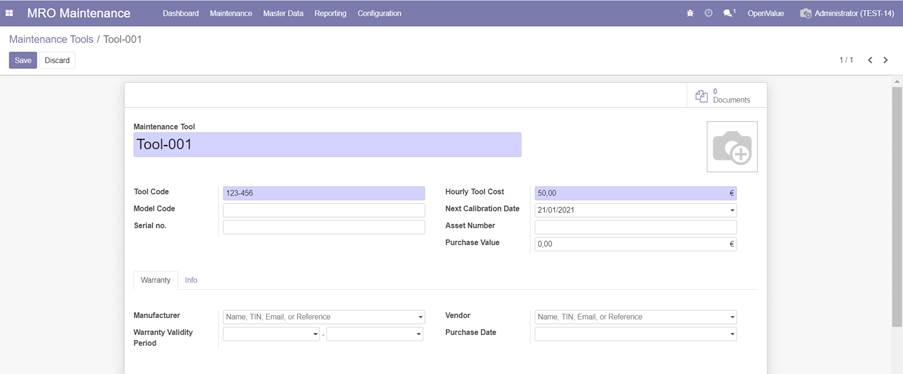 MRO Maintenance Dashboard Maintenance Master Data Reporting Configuration 1 OpenValue Administrator (TEST-14)
Maintenance Tools / Tool-001
Save Discard 1 / 1
0
Documents
Maintenance Tool
Tool-001
Tool Code 123-456 Hourly Tool Cost 50,00 €
Model Code Next Calibration Date 21/01/2021
Serial no. Asset Number
Purchase Value 0,00 €
Warranty Info
Manufacturer Name, TIN, Email, or Reference Vendor Name, TIN, Email, or Reference
Warranty Validity - Purchase Date
Period